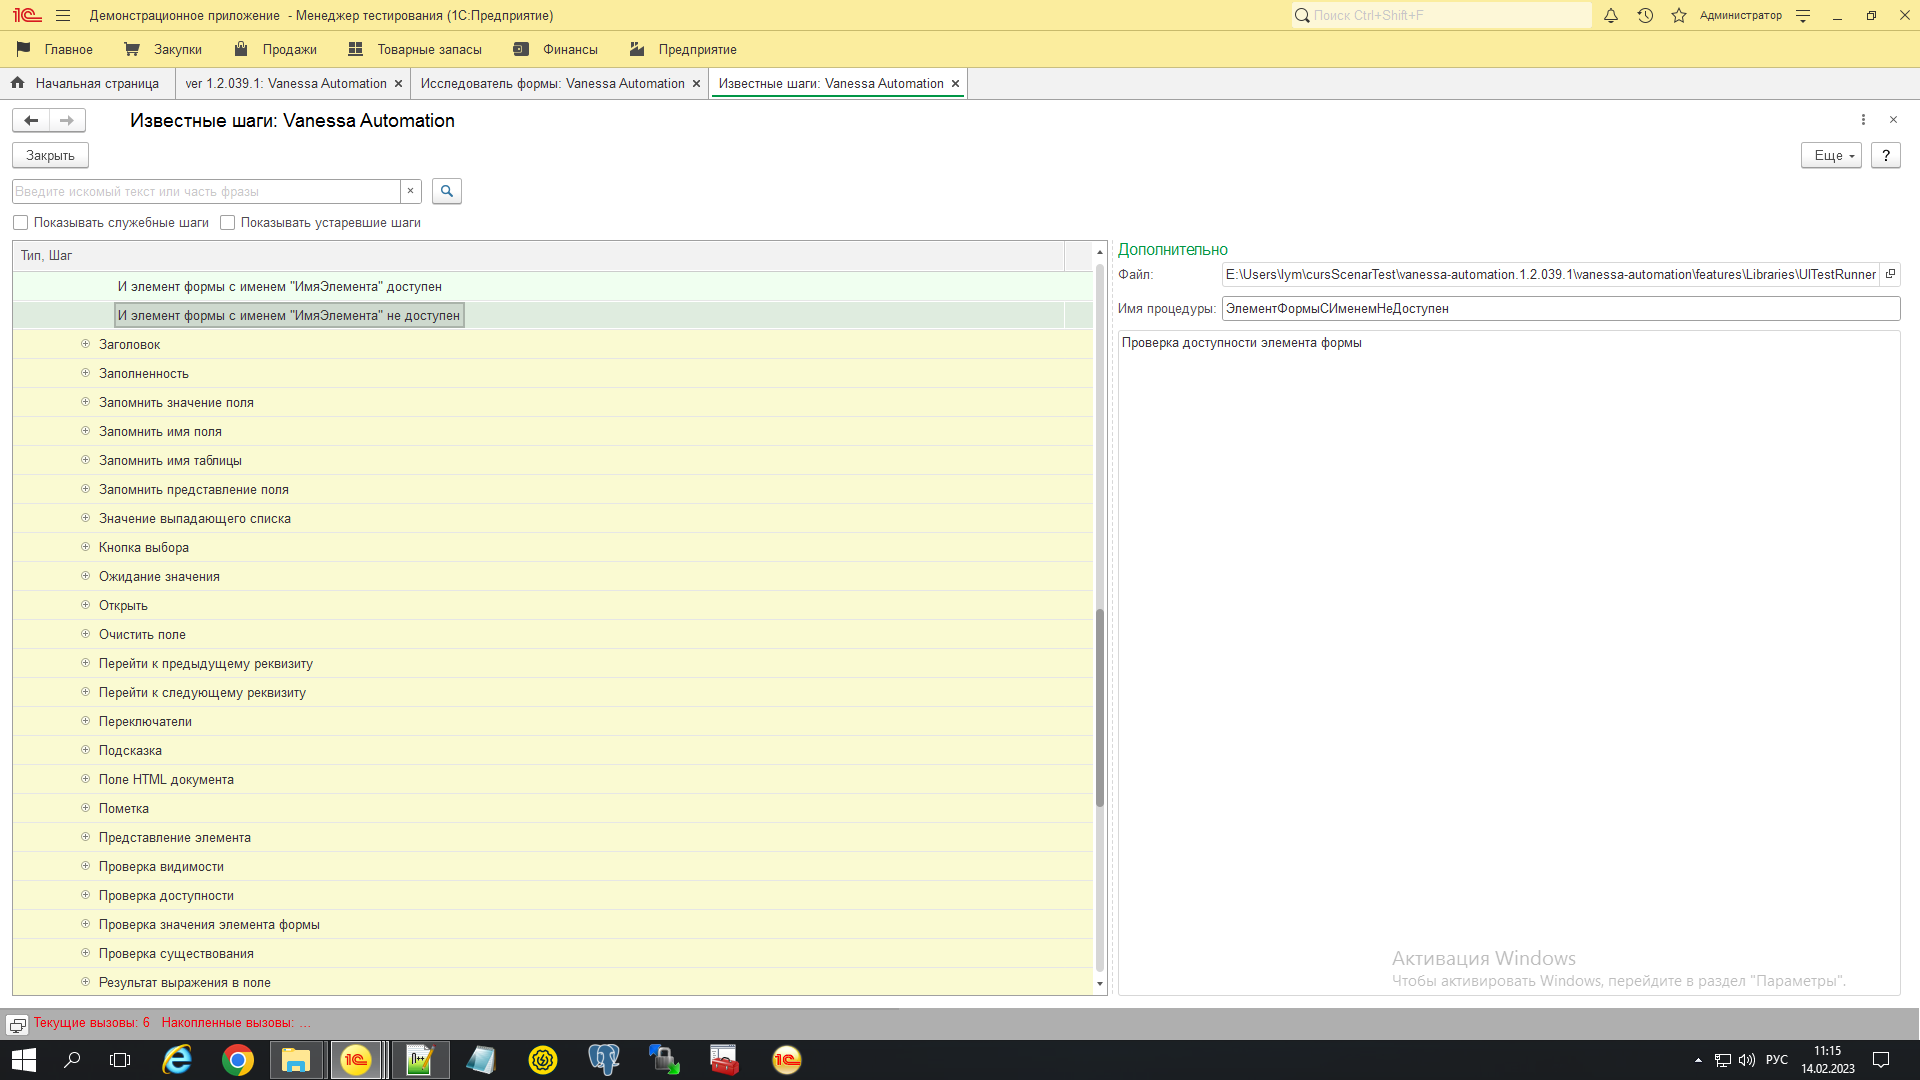 Демонстрационное приложение - Менеджер тестирования (1С:Предприятие)
Поиск Ctrl+Shift+F
Администратор
Главное
Закупки
Продажи
Товарные запасы
Финансы
Предприятие
Начальная страница
ver 1.2.039.1: Vanessa Automation
Исследователь формы: Vanessa Automation
Известные шаги: Vanessa Automation
Известные шаги: Vanessa Automation
Закрыть
Еще
?
Введите искомый текст или часть фразы
Показывать служебные шаги
Показывать устаревшие шаги
Тип, Шаг
И элемент формы с именем "ИмяЭлемента" доступен
И элемент формы с именем "ИмяЭлемента" не доступен
Заголовок
Заполненность
Запомнить значение поля
Запомнить имя поля
Запомнить имя таблицы
Запомнить представление поля
Значение выпадающего списка
Кнопка выбора
Ожидание значения
Открыть
Очистить поле
Перейти к предыдущему реквизиту
Перейти к следующему реквизиту
Переключатели
Подсказка
Поле HTML документа
Пометка
Представление элемента
Проверка видимости
Проверка доступности
Проверка значения элемента формы
Проверка существования
Результат выражения в поле
Дополнительно
Файл: E:\Users\lym\cursScenarTest\vanessa-automation.1.2.039.1\vanessa-automation\features\Libraries\UITestRunner
Имя процедуры: ЭлементФормыСИменемНеДоступен
Проверка доступности элемента формы
Активация Windows
Чтобы активировать Windows, перейдите в раздел "Параметры".
Текущие вызовы: 6 Накопленные вызовы: ...
РУС
11:15
14.02.2023